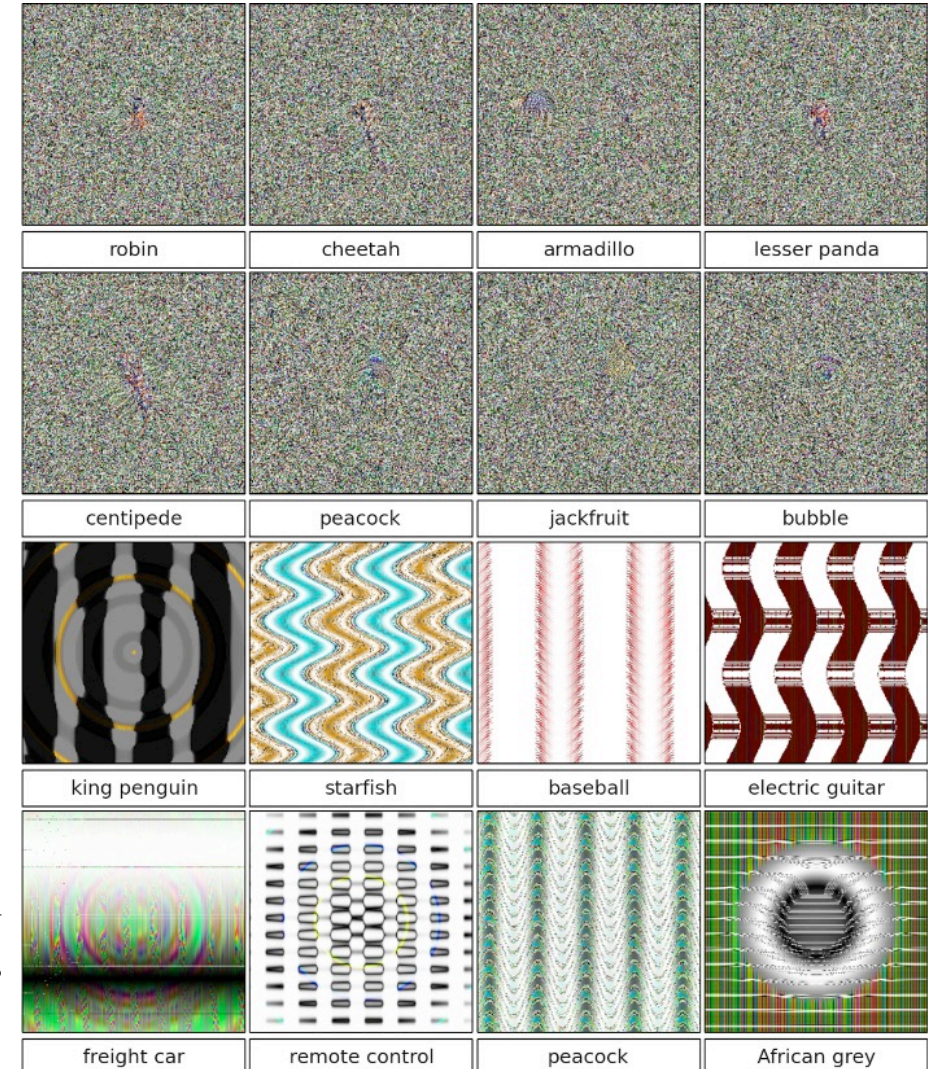 robin cheetah armadillo lesser panda
centipede peacock jackfruit bubble
king penguin starfish baseball electric guitar
freight car remote control peacock African grey